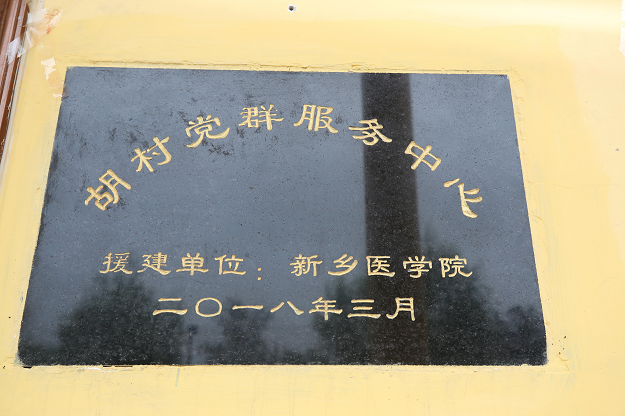 胡村党群服务中心
援建单位：新乡医学院
二〇一八年三月